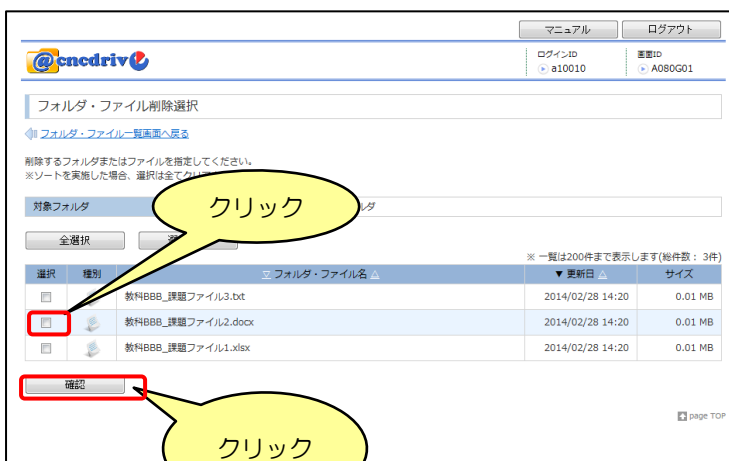 マニュアル ログアウト
@cncdrive
ログインID 画面ID
a10010 A080G01
フォルダ・ファイル削除選択
フォルダ・ファイル一覧画面へ戻る
削除するフォルダまたはファイルを指定してください。
※ソートを実施した場合、選択は全てクリア
対象フォルダ ルダ
クリック
全選択 選
※ 一覧は200件まで表示します(総件数： 3件)
選択 種別 ▽ フォルダ・ファイル名 △ ▼ 更新日 △ サイズ
教科BBB_課題ファイル3.txt 2014/02/28 14:20 0.01 MB
教科BBB_課題ファイル2.docx 2014/02/28 14:20 0.01 MB
教科BBB_課題ファイル1.xlsx 2014/02/28 14:20 0.01 MB
確認
page TOP
クリック